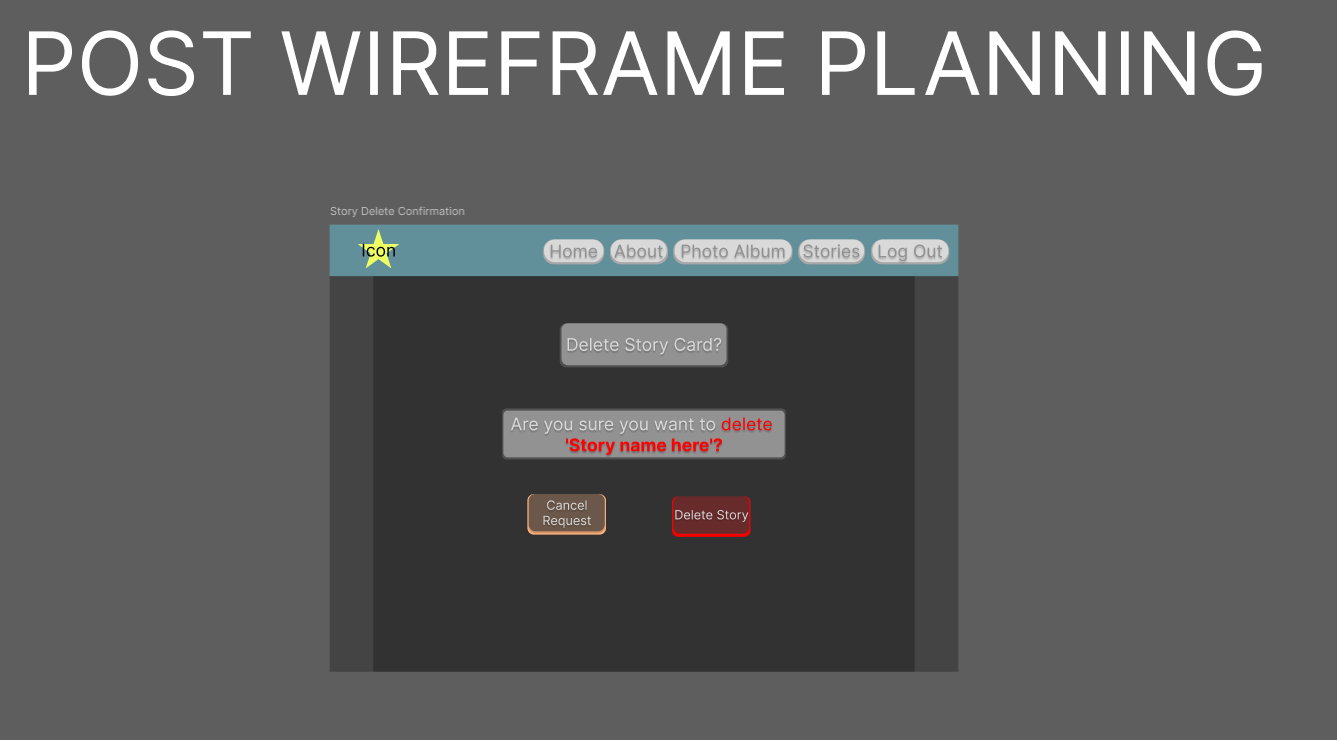 POST WIREFRAME PLANNING
Story Delete Confirmation
Icon
Home
About
Photo Album
Stories
Log Out
Delete Story Card?
Are you sure you want to delete
'Story name here'?
Cancel
Request
Delete Story